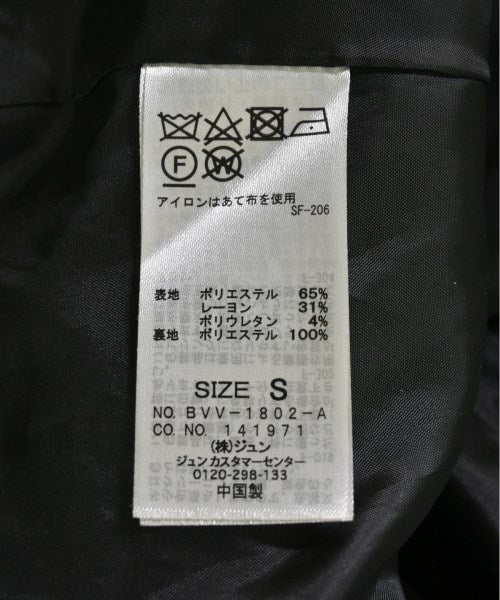 F W
アイロンはあて布を使用
SF-206
表地 ポリエステル 65%
レーヨン 31%
ポリウレタン 4%
裏地 ポリエステル 100%
SIZE S
NO. BVV-1802-A
CO. NO. 141971
(株)ジュン
ジュンカスタマーセンター
0120-298-133
中国製